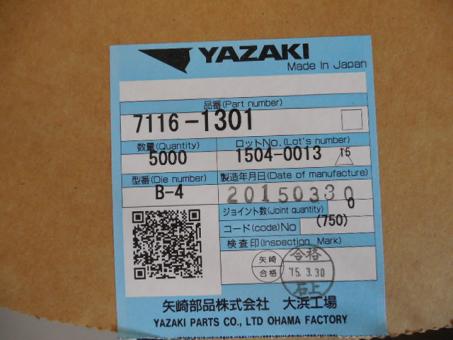 YAZAKI
Made In Japan
品番(Part number)
7116-1301
数量(Quantity) ロットNo.(Lot's number)
5000 1504-0013 15
型番(Die number) 製造年月日(Date of manufacture)
B-4 20150330
ジョイント数(Joint quantity) 0
コード(code)No (750)
検査印(Inspection Mark)
矢崎 合格
合格 '15.3.30
石上
矢崎部品株式会社 大浜工場
YAZAKI PARTS CO., LTD OHAMA FACTORY